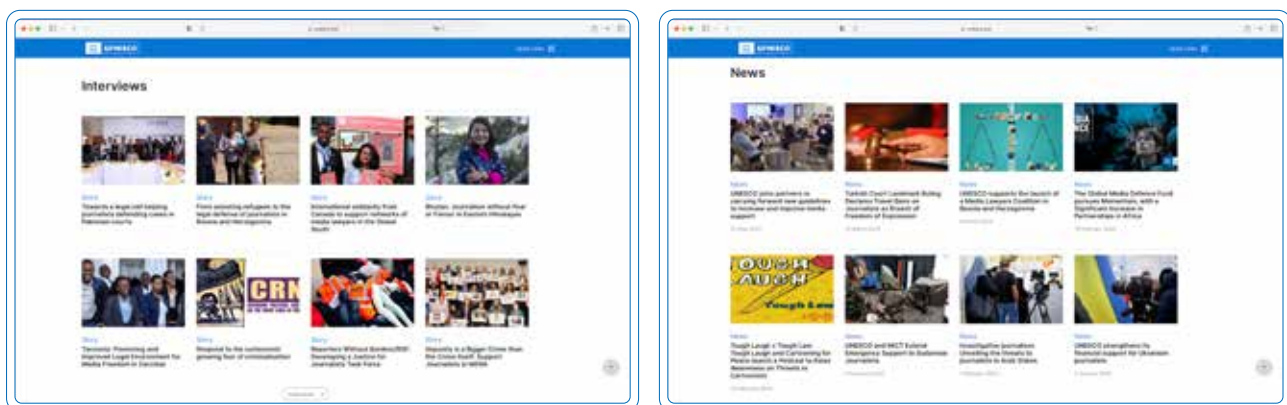 UNESCO
Interviews
Story
Story
Story
Story
Towards a legal cell helping
journalists defending cases in
Pakistani courts
From assisting refugees to the
legal defense of journalists in
Bosnia and Herzegovina
International solidarity from
Canada to support networks of
media lawyers in the Global
South
Bhutan: Journalism without Fear
or Favour in Eastern Himalayas
CRN
Story
Story
Story
Story
Tanzania: Promoting and
Improved Legal Environment for
Media Freedom in Zanzibar
Respond to the systemic
growing fear of criminalisation
Reporters Without Borders/RSF:
Developing a Justice for
Journalists Task Force
Impunity is a Bigger Crime than
the Crime itself: Support
Journalists in MENA
UNESCO
News
News
News
News
News
UNESCO joins partners in
carrying forward new guidelines
to increase and improve media
support
Turkish Court Landmark Ruling
Declares Travel Bans on
Journalists as Breach of
Freedom of Expression
UNESCO supports the launch of
a Media Lawyers Coalition in
Bosnia and Herzegovina
The Global Media Defence Fund
pursues Momentum, with a
Significant Increase in
Partnerships in Africa
News
News
News
News
Tough Laugh x Tough Law:
Tough Laugh and Cartooning for
Peace launch a Webinar to Raise
Awareness on Threats to
Cartoonists
UNESCO and MICT Extend
Emergency Support to Sudanese
Journalists
Investigative journalism:
Unveiling the threats to
journalists in Arab States
UNESCO strengthens its
financial support for Ukrainian
journalists